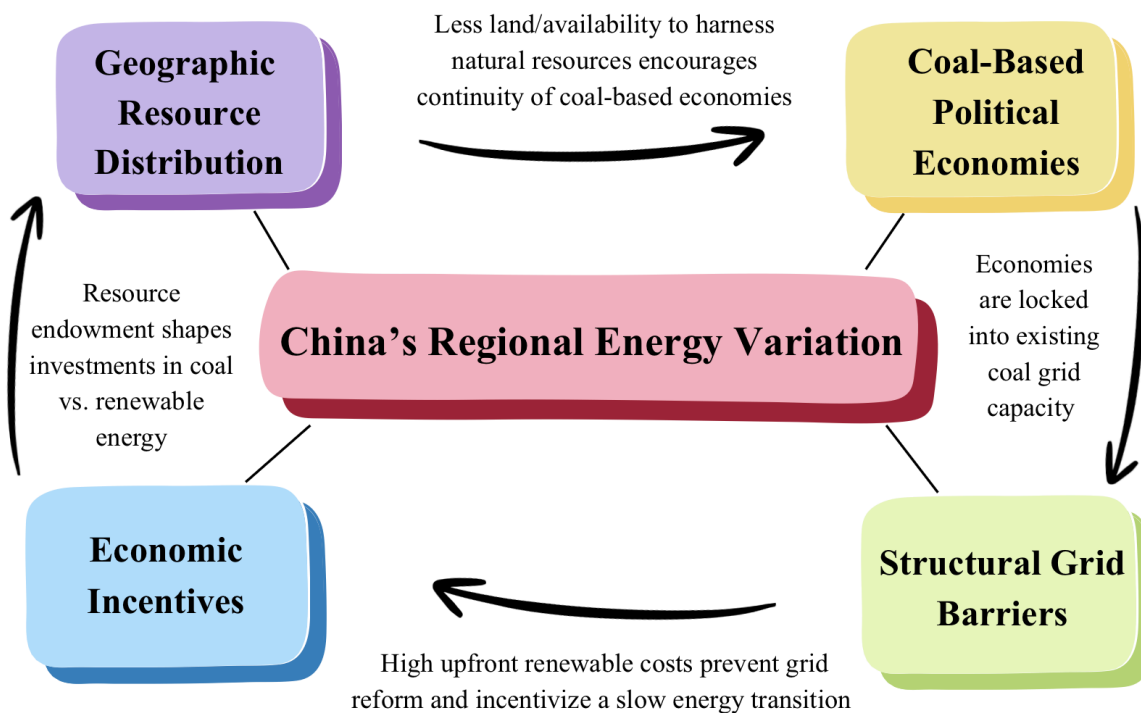 Geographic
Resource
Distribution
Less land/availability to harness
natural resources encourages
continuity of coal-based economies
Coal-Based
Political
Economies
Resource
endowment shapes
investments in coal
vs. renewable
energy
China’s Regional Energy Variation
Economies
are locked
into existing
coal grid
capacity
Economic
Incentives
High upfront renewable costs prevent grid
reform and incentivize a slow energy transition
Structural Grid
Barriers